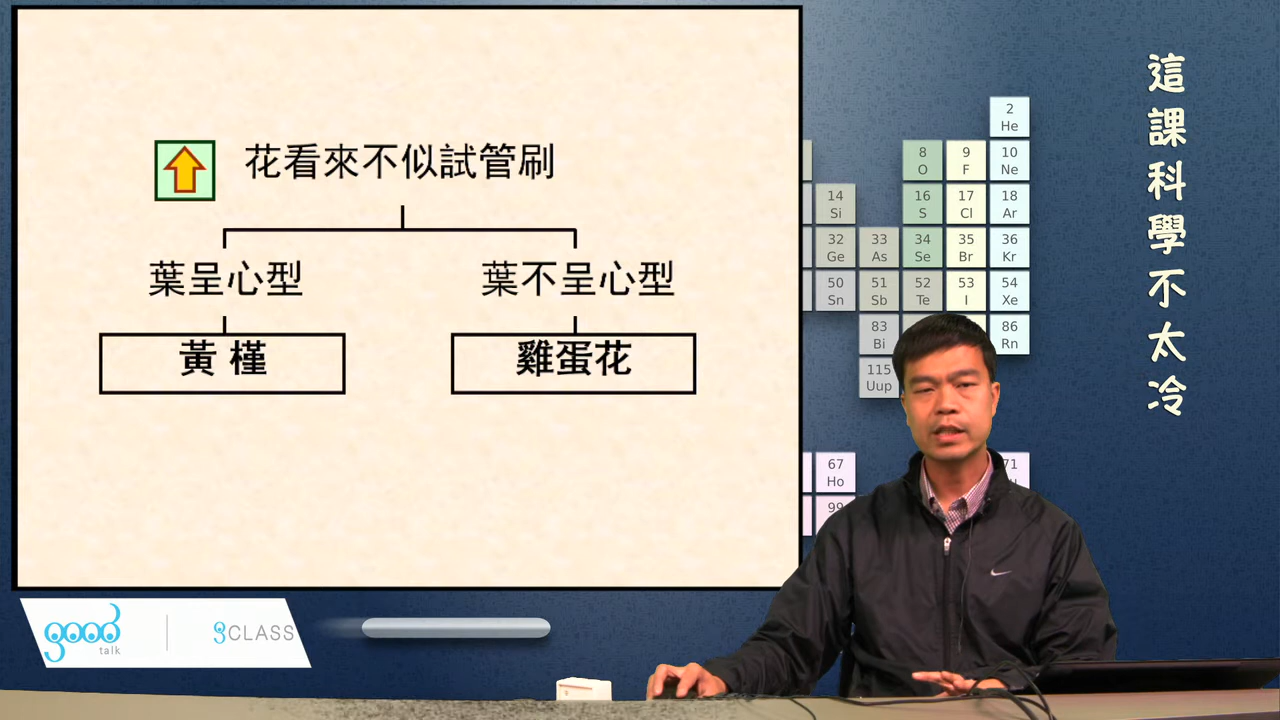 花看來不似試管刷
葉呈心型
葉不呈心型
黃 槿
雞蛋花
這課科學不太冷
2
He
8
O
9
F
10
Ne
14
Si
16
S
17
Cl
18
Ar
32
Ge
33
As
34
Se
35
Br
36
Kr
50
Sn
51
Sb
52
Te
53
I
54
Xe
83
Bi
86
Rn
115
Uup
67
Ho
71
99
good
talk
CLASS